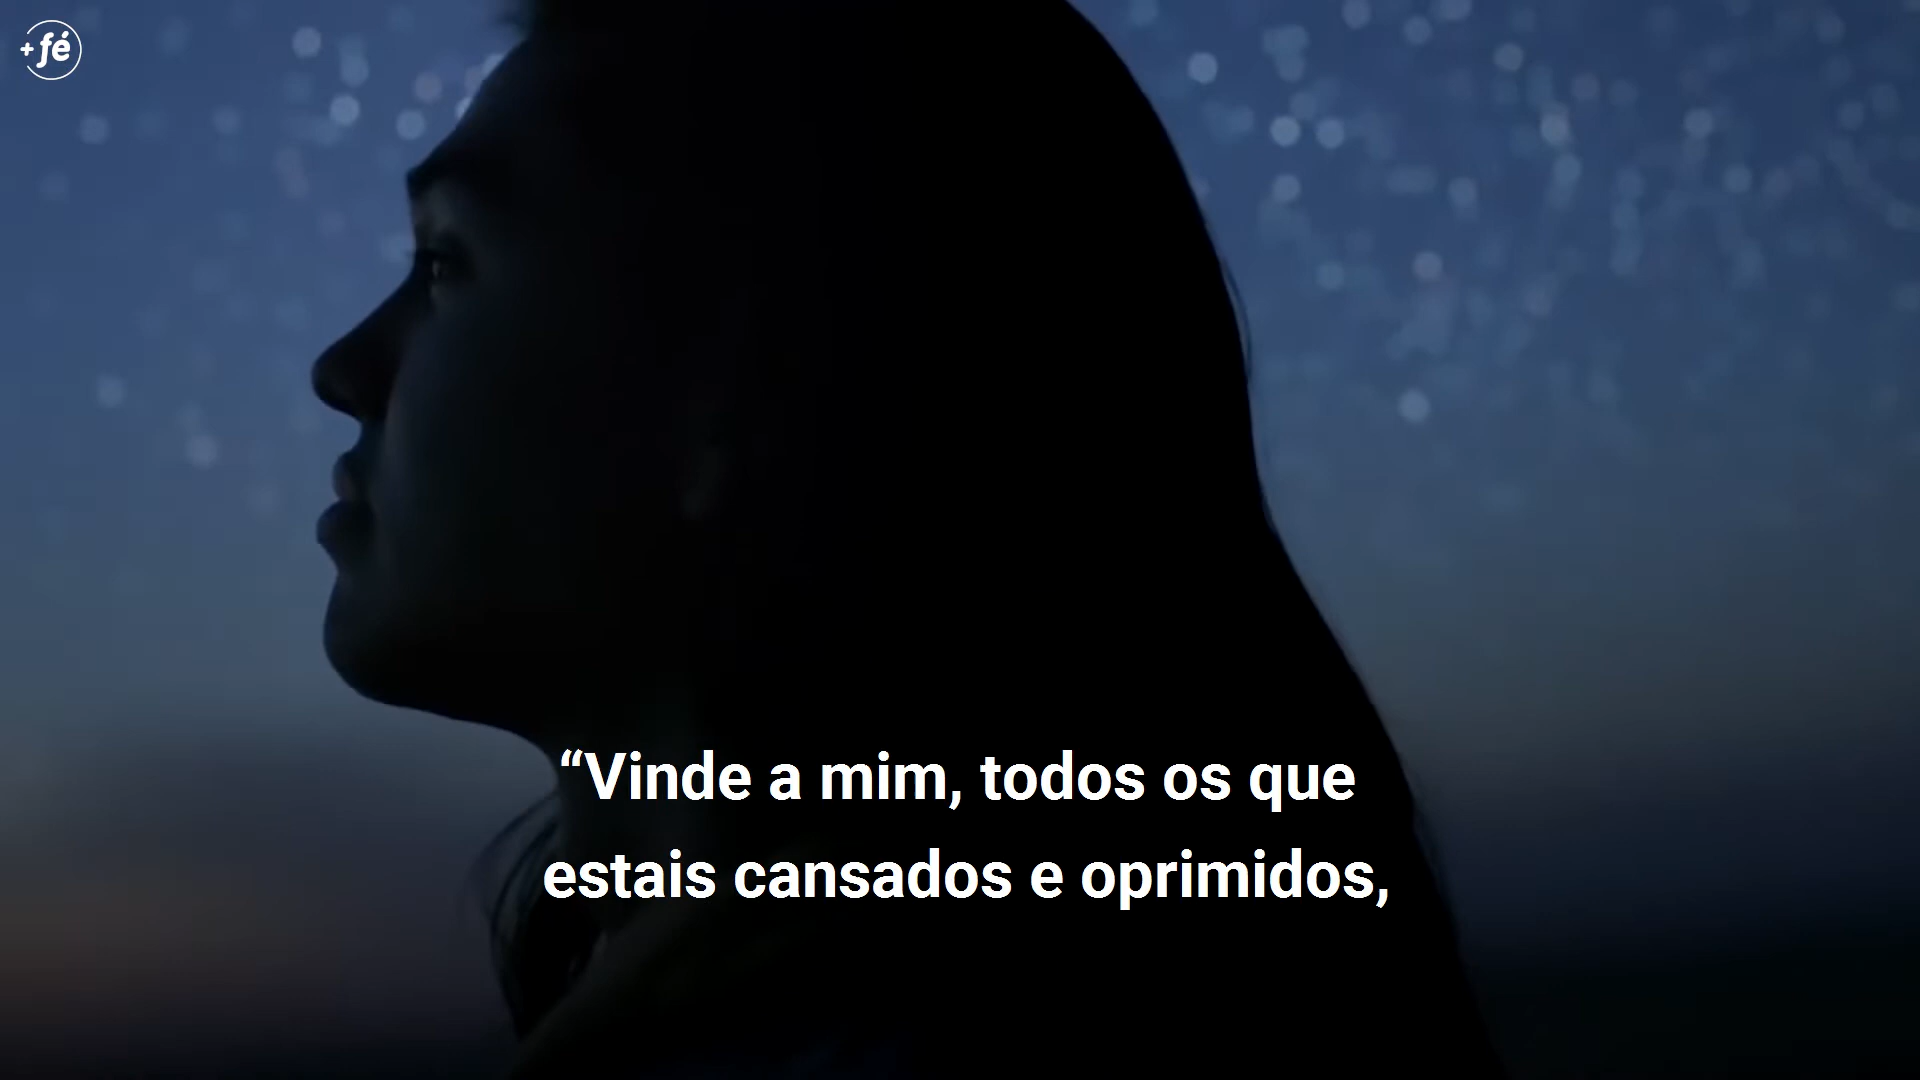 +fé
“Vinde a mim, todos os que
estais cansados e oprimidos,